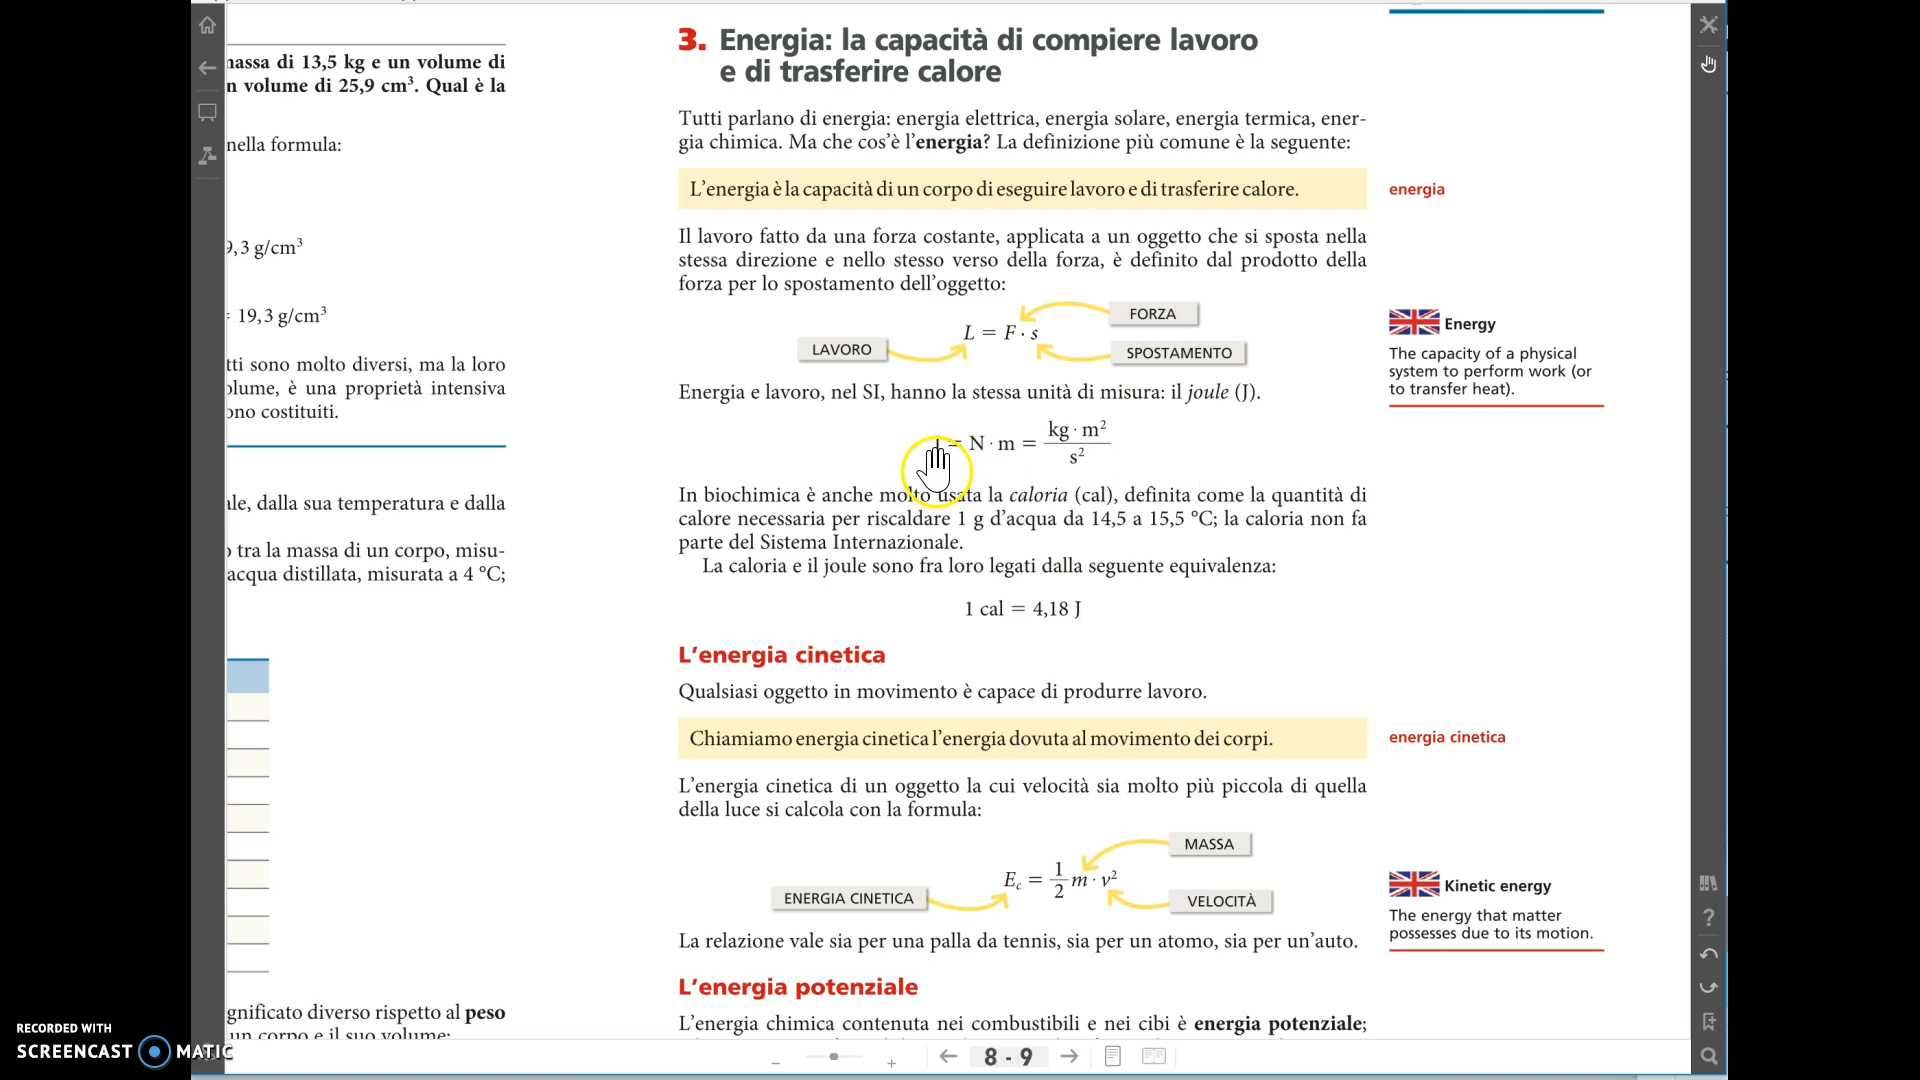 massa di 13,5 kg e un volume di
n volume di 25,9 cm³. Qual è la
nella formula:
9,3 g/cm³
= 19,3 g/cm³
tti sono molto diversi, ma la loro
olume, è una proprietà intensiva
ono costituiti.
ale, dalla sua temperatura e dalla
o tra la massa di un corpo, misu-
acqua distillata, misurata a 4 °C;
gnificato diverso rispetto al peso
un corpo e il suo volume:
3. Energia: la capacità di compiere lavoro
e di trasferire calore
Tutti parlano di energia: energia elettrica, energia solare, energia termica, ener-
gia chimica. Ma che cos'è l'energia? La definizione più comune è la seguente:
L'energia è la capacità di un corpo di eseguire lavoro e di trasferire calore.
energia
Il lavoro fatto da una forza costante, applicata a un oggetto che si sposta nella
stessa direzione e nello stesso verso della forza, è definito dal prodotto della
forza per lo spostamento dell'oggetto:
FORZA
L = F · s
LAVORO
SPOSTAMENTO
Energy
The capacity of a physical
system to perform work (or
to transfer heat).
Energia e lavoro, nel SI, hanno la stessa unità di misura: il joule (J).
J = N · m = kg · m² / s²
In biochimica è anche molto usata la caloria (cal), definita come la quantità di
calore necessaria per riscaldare 1 g d'acqua da 14,5 a 15,5 °C; la caloria non fa
parte del Sistema Internazionale.
La caloria e il joule sono fra loro legati dalla seguente equivalenza:
1 cal = 4,18 J
L'energia cinetica
Qualsiasi oggetto in movimento è capace di produrre lavoro.
Chiamiamo energia cinetica l'energia dovuta al movimento dei corpi.
energia cinetica
L'energia cinetica di un oggetto la cui velocità sia molto più piccola di quella
della luce si calcola con la formula:
MASSA
Ec = 1/2 m · v²
ENERGIA CINETICA
VELOCITÀ
Kinetic energy
The energy that matter
possesses due to its motion.
La relazione vale sia per una palla da tennis, sia per un atomo, sia per un'auto.
L'energia potenziale
L'energia chimica contenuta nei combustibili e nei cibi è energia potenziale;
8 - 9
RECORDED WITH
SCREENCAST MATIC